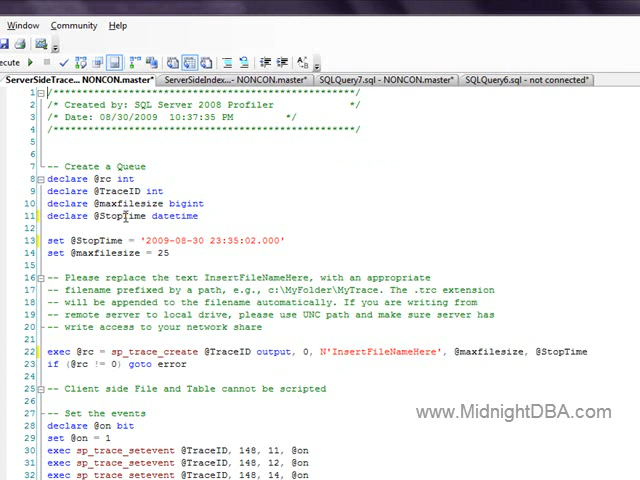 Window Community Help
ecute
ServerSideTrace... NONCON.master* ServerSideIndex...- NONCON.master* SQLQuery7.sql - NONCON.master* SQLQuery6.sql - not connected*
1 /****************************************************/
2 /* Created by: SQL Server 2008 Profiler */
3 /* Date: 08/30/2009 10:37:35 PM */
4 /****************************************************/
5
6
7 -- Create a Queue
8 declare @rc int
9 declare @TraceID int
10 declare @maxfilesize bigint
11 declare @StopTime datetime
12
13 set @StopTime = '2009-08-30 23:35:02.000'
14 set @maxfilesize = 25
15
16 -- Please replace the text InsertFileNameHere, with an appropriate
17 -- filename prefixed by a path, e.g., c:\MyFolder\MyTrace. The .trc extension
18 -- will be appended to the filename automatically. If you are writing from
19 -- remote server to local drive, please use UNC path and make sure server has
20 -- write access to your network share
21
22 exec @rc = sp_trace_create @TraceID output, 0, N'InsertFileNameHere', @maxfilesize, @StopTime
23 if (@rc != 0) goto error
24
25 -- Client side File and Table cannot be scripted
26
27 -- Set the events
28 declare @on bit
29 set @on = 1
30 exec sp_trace_setevent @TraceID, 148, 11, @on
31 exec sp_trace_setevent @TraceID, 148, 12, @on
32 exec sp_trace_setevent @TraceID, 148, 14, @on
www.MidnightDBA.com